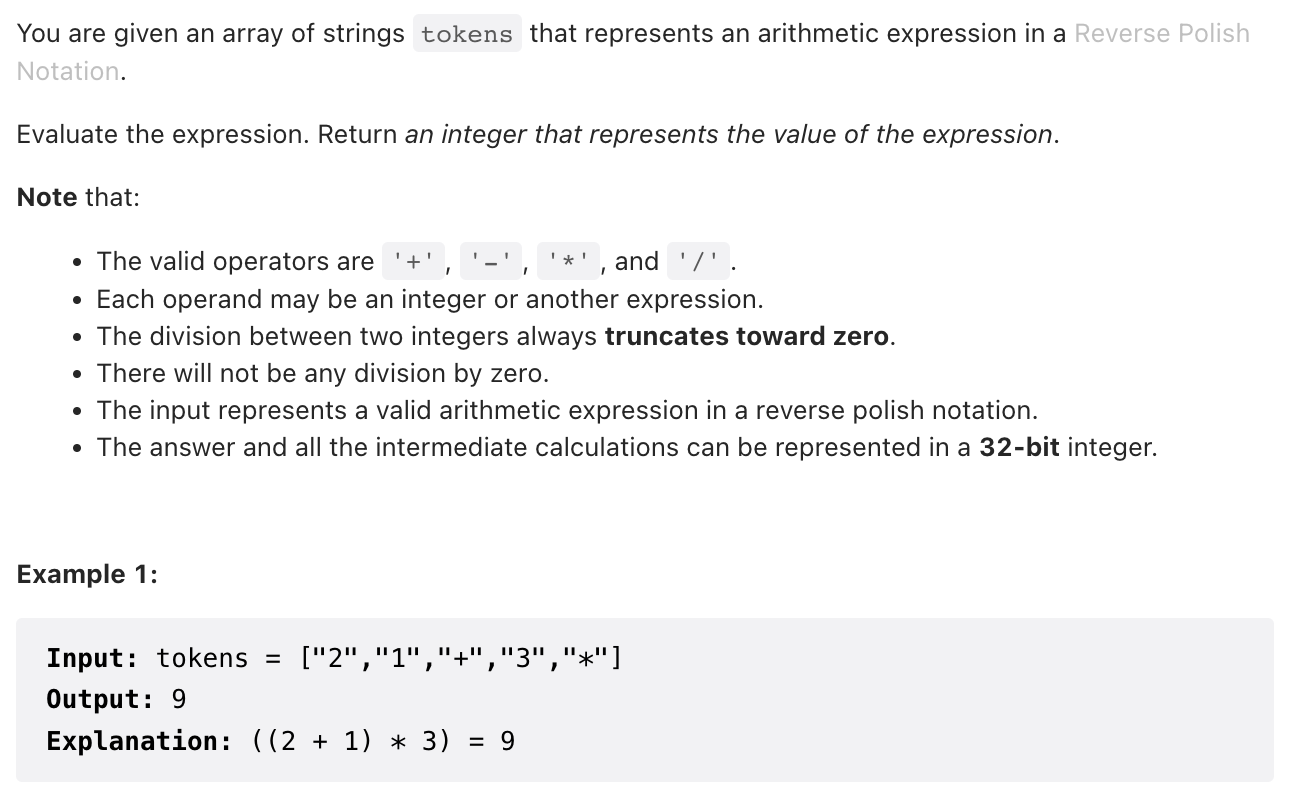 You are given an array of strings tokens that represents an arithmetic expression in a Reverse Polish
Notation.
Evaluate the expression. Return an integer that represents the value of the expression.
Note that:
• The valid operators are '+', '-', '*', and '/'.
• Each operand may be an integer or another expression.
• The division between two integers always truncates toward zero.
• There will not be any division by zero.
• The input represents a valid arithmetic expression in a reverse polish notation.
• The answer and all the intermediate calculations can be represented in a 32-bit integer.
Example 1:
Input: tokens = ["2","1","+","3","*"]
Output: 9
Explanation: ((2 + 1) * 3) = 9